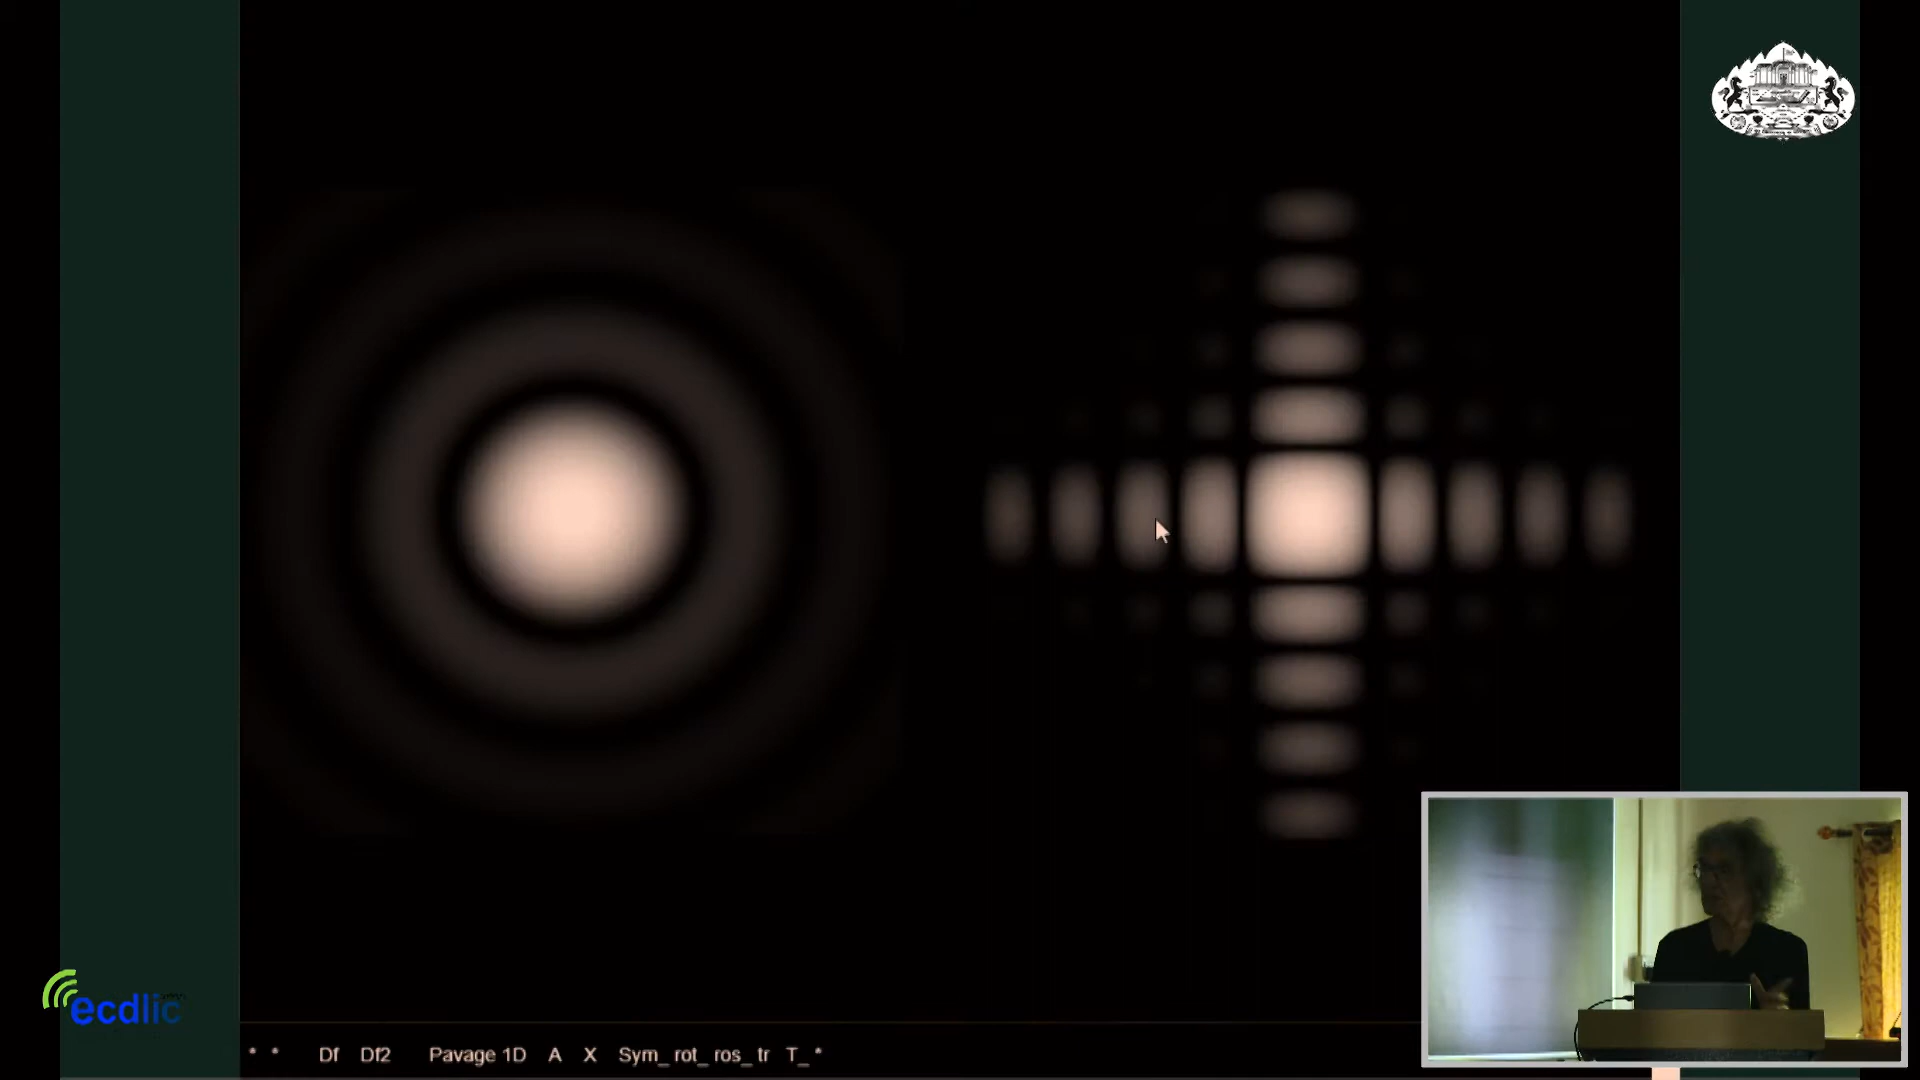 ecdlic
* * Df Df2 Pavage 1D A X Sym_ rot_ ros_ tr T_ *